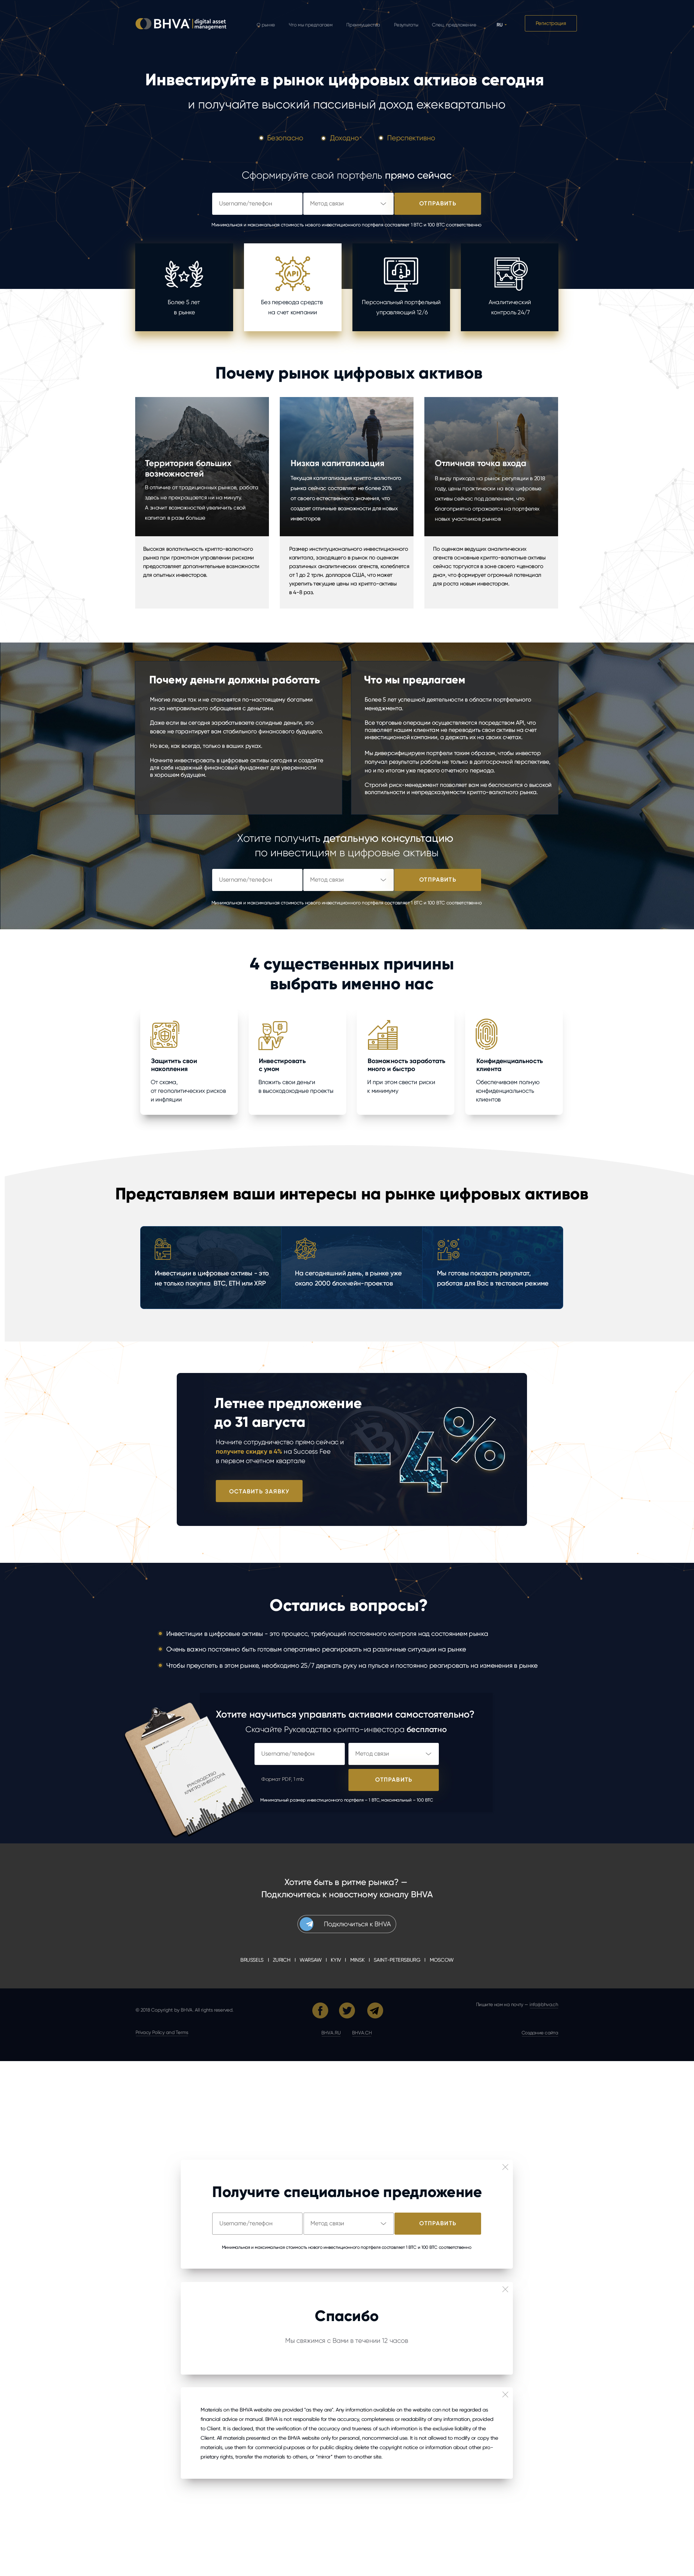 BHVA digital asset management
О рынке Что мы предлагаем Преимущества Результаты Спец. предложение RU Регистрация
Инвестируйте в рынок цифровых активов сегодня
и получайте высокий пассивный доход ежеквартально
Безопасно Доходно Перспективно
Сформируйте свой портфель прямо сейчас
Username/телефон Метод связи ОТПРАВИТЬ
Минимальная и максимальная стоимость нового инвестиционного портфеля составляет 1 BTC и 100 BTC соответственно
Более 5 лет
в рынке
API
Без перевода средств
на счет компании
Персональный портфельный
управляющий 12/6
Аналитический
контроль 24/7
Почему рынок цифровых активов
Территория больших
возможностей
В отличие от традиционных рынков, работа
здесь не прекращается ни на минуту.
А значит возможностей увеличить свой
капитал в разы больше
Высокая волатильность крипто-валютного
рынка при грамотном управлении рисками
предоставляет дополнительные возможности
для опытных инвесторов.
Низкая капитализация
Текущая капитализация крипто-валютного
рынка сейчас составляет не более 20%
от своего естественного значения, что
создает отличные возможности для новых
инвесторов
Размер институционального инвестиционного
капитала, заходящего в рынок по оценкам
различных аналитических агенств, колеблется
от 1 до 2 трлн. долларов США, что может
укрепить текущие цены на крипто-активы
в 4-8 раз.
Отличная точка входа
В виду прихода на рынок регуляции в 2018
году, цены практически на все цифровые
активы сейчас под давлением, что
благоприятно отражается на портфелях
новых участников рынков
По оценкам ведущих аналитических
агенств основные крипто-валютные активы
сейчас торгуются в зоне своего «ценового
дна», что формирует огромный потенциал
для роста новым инвесторам.
Почему деньги должны работать
Многие люди так и не становятся по-настоящему богатыми
из-за неправильного обращения с деньгами.
Даже если вы сегодня зарабатываете солидные деньги, это
вовсе не гарантирует вам стабильного финансового будущего.
Но все, как всегда, только в ваших руках.
Начните инвестировать в цифровые активы сегодня и создайте
для себя надежный финансовый фундамент для уверенности
в хорошем будущем.
Что мы предлагаем
Более 5 лет успешной деятельности в области портфельного
менеджмента.
Все торговые операции осуществляются посредством API, что
позволяет нашим клиентам не переводить свои активы на счет
инвестиционной компании, а держать их на своих счетах.
Мы диверсифицируем портфели таким образом, чтобы инвестор
получал результаты работы не только в долгосрочной перспективе,
но и по итогам уже первого отчетного периода.
Строгий риск-менеджмент позволяет вам не беспокоится о высокой
волатильности и непредсказуемости крипто-валютного рынка.
Хотите получить детальную консультацию
по инвестициям в цифровые активы
Username/телефон Метод связи ОТПРАВИТЬ
Минимальная и максимальная стоимость нового инвестиционного портфеля составляет 1 BTC и 100 BTC соответственно
4 существенных причины
выбрать именно нас
Защитить свои
накопления
От скама,
от геополитических рисков
и инфляции
Инвестировать
с умом
Вложить свои деньги
в высокодоходные проекты
Возможность заработать
много и быстро
И при этом свести риски
к минимуму
Конфиденциальность
клиента
Обеспечиваем полную
конфиденциальность
клиентов
Представляем ваши интересы на рынке цифровых активов
Инвестиции в цифровые активы - это
не только покупка BTC, ETH или XRP
На сегодняшний день, в рынке уже
около 2000 блокчейн-проектов
Мы готовы показать результат,
работая для Вас в тестовом режиме
Летнее предложение
до 31 августа
Начните сотрудничество прямо сейчас и
получите скидку в 4% на Success Fee
в первом отчетном квартале
ОСТАВИТЬ ЗАЯВКУ
-4%
Остались вопросы?
Инвестиции в цифровые активы - это процесс, требующий постоянного контроля над состоянием рынка
Очень важно постоянно быть готовым оперативно реагировать на различные ситуации на рынке
Чтобы преуспеть в этом рынке, необходимо 25/7 держать руку на пульсе и постоянно реагировать на изменения в рынке
Хотите научиться управлять активами самостоятельно?
Скачайте Руководство крипто-инвестора бесплатно
Username/телефон Метод связи
Формат PDF, 1 mb ОТПРАВИТЬ
Минимальный размер инвестиционного портфеля – 1 BTC, максимальный – 100 BTC
РУКОВОДСТВО
КРИПТО-ИНВЕСТОРА
Хотите быть в ритме рынка? —
Подключитесь к новостному каналу BHVA
Подключиться к BHVA
BRUSSELS | ZURICH | WARSAW | KYIV | MINSK | SAINT-PETERSBURG | MOSCOW
© 2018 Copyright by BHVA. All rights reserved.
Пишите нам на почту — info@bhva.ch
Privacy Policy and Terms
BHVA.RU BHVA.CH
Создание сайта
Получите специальное предложение
Username/телефон Метод связи ОТПРАВИТЬ
Минимальная и максимальная стоимость нового инвестиционного портфеля составляет 1 BTC и 100 BTC соответственно
Спасибо
Мы свяжимся с Вами в течении 12 часов
Materials on the BHVA website are provided "as they are". Any information available on the website can not be regarded as
financial advice or manual. BHVA is not responsible for the accuracy, completeness or readability of any information, provided
to Client. It is declared, that the verification of the accuracy and trueness of such information is the exclusive liability of the
Client. All materials presented on the BHVA website only for personal, noncommercial use. It is not allowed to modify or copy the
materials, use them for commercial purposes or for public display, delete the copyright notice or information about other pro-
prietary rights, transfer the materials to others, or "mirror" them to another site.